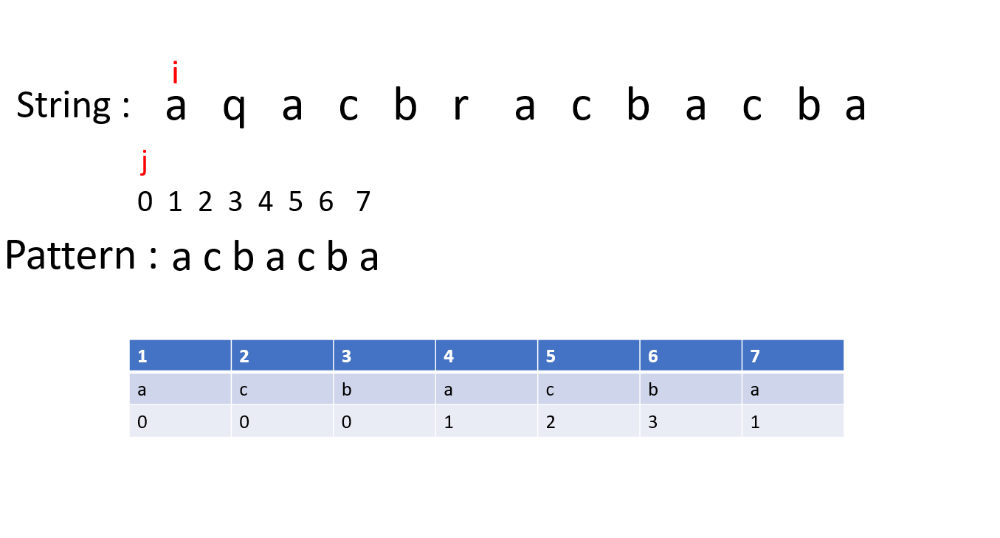 i
String : a q a c b r a c b a c b a
j
0 1 2 3 4 5 6 7
Pattern : a c b a c b a
1 2 3 4 5 6 7
a c b a c b a
0 0 0 1 2 3 1